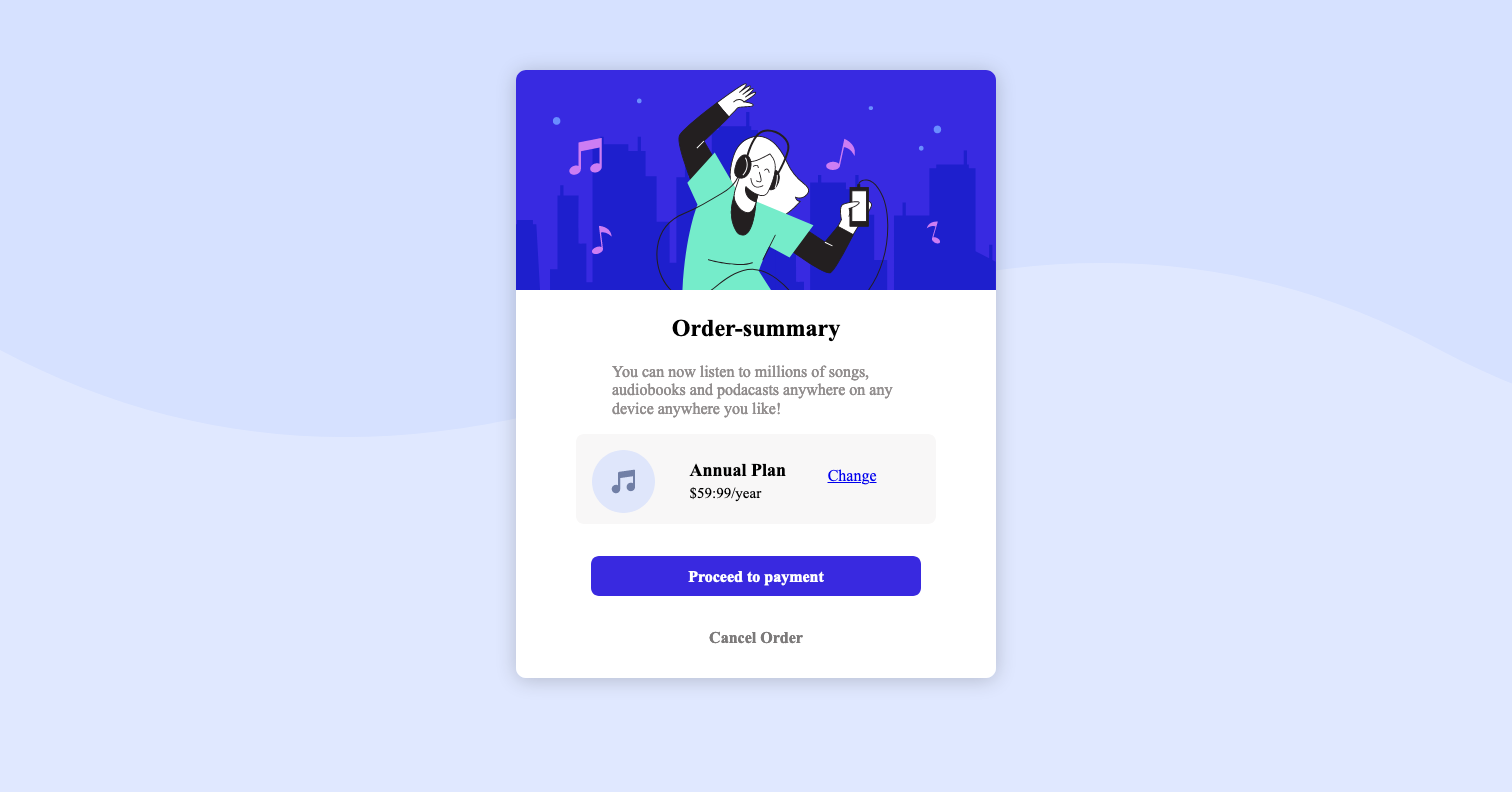 Order-summary
You can now listen to millions of songs,
audiobooks and podacasts anywhere on any
device anywhere you like!
Annual Plan
$59:99/year
Change
Proceed to payment
Cancel Order